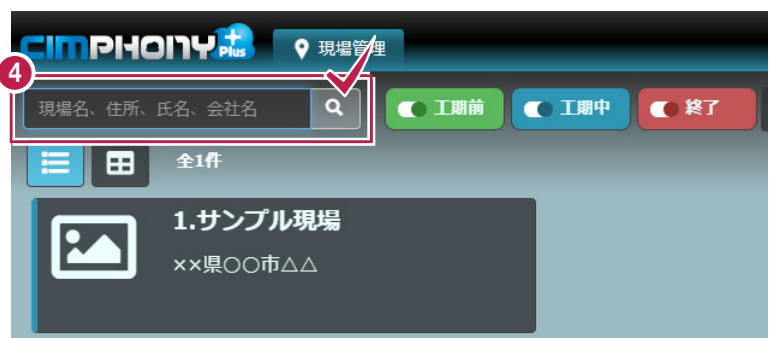 CIMPHONY Plus
現場管理
4
現場名、住所、氏名、会社名
工期前
工期中
終了
全1件
1.サンプル現場
××県〇〇市△△